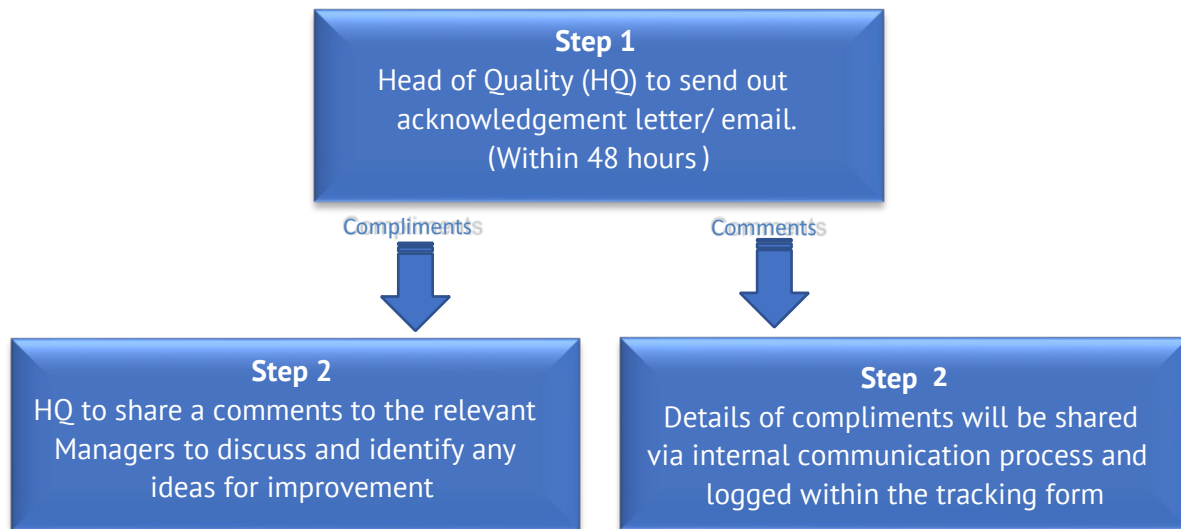 Step 1
Head of Quality (HQ) to send out
acknowledgement letter/ email.
(Within 48 hours )
Compliments
Comments
Step 2
HQ to share a comments to the relevant
Managers to discuss and identify any
ideas for improvement
Step 2
Details of compliments will be shared
via internal communication process and
logged within the tracking form